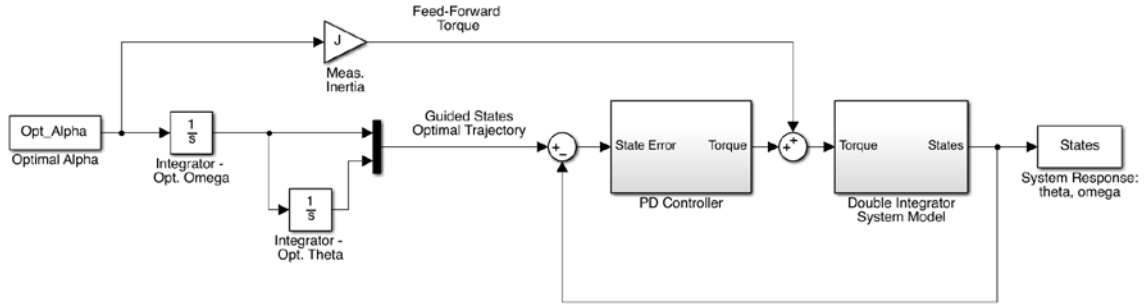 Feed-Forward
Torque
J
Meas.
Inertia
Opt_Alpha
Optimal Alpha
1
s
Integrator -
Opt. Omega
1
s
Integrator -
Opt. Theta
Guided States
Optimal Trajectory
+
−
State Error
Torque
PD Controller
+
+
Torque
States
Double Integrator
System Model
States
System Response:
theta, omega